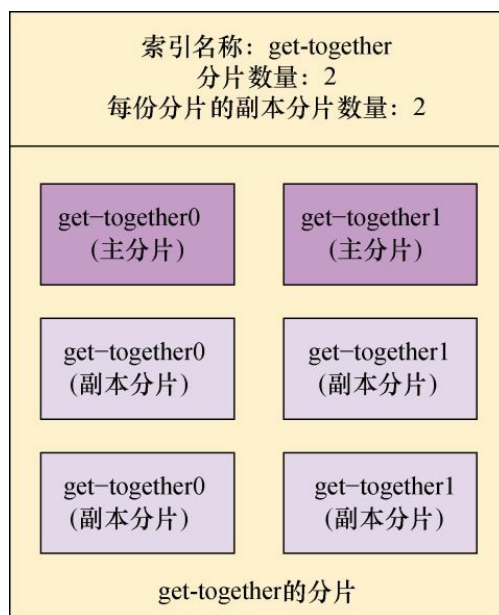 索引名称：get-together
分片数量：2
每份分片的副本分片数量：2
get-together0
(主分片)
get-together1
(主分片)
get-together0
(副本分片)
get-together1
(副本分片)
get-together0
(副本分片)
get-together1
(副本分片)
get-together的分片